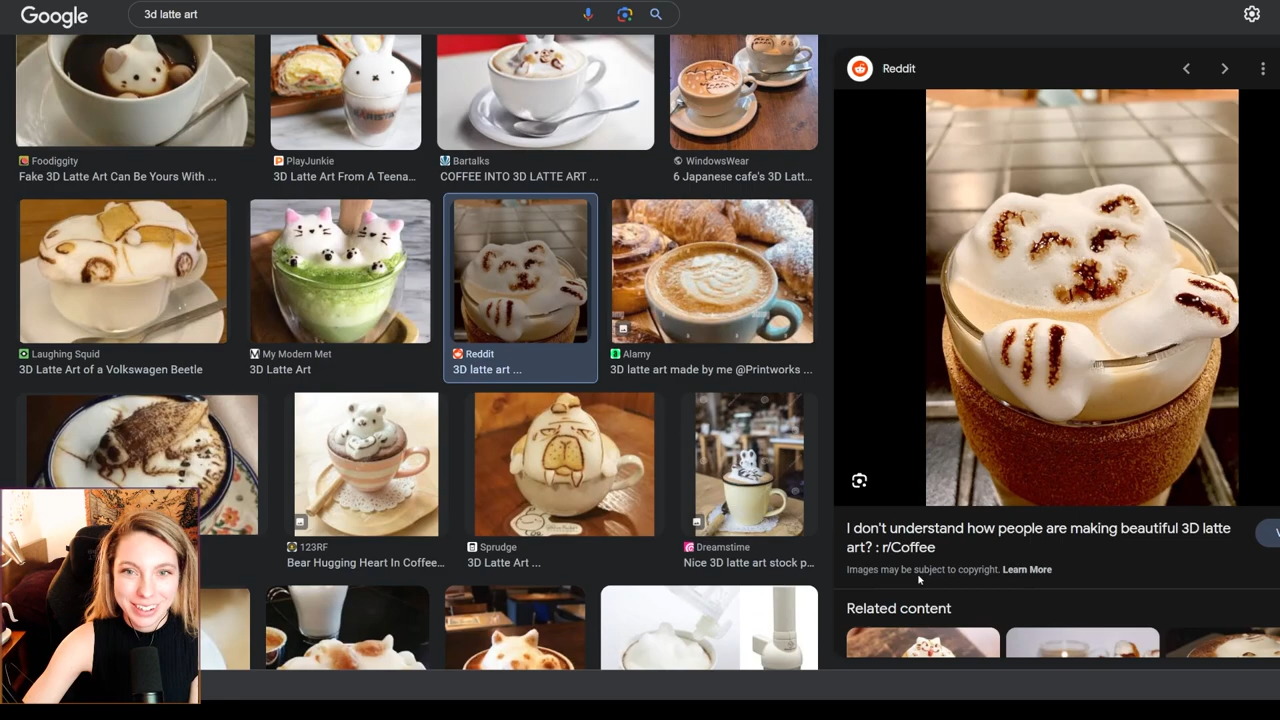 Google
3d latte art
Foodiggity
Fake 3D Latte Art Can Be Yours With ...
PlayJunkie
3D Latte Art From A Teena...
Bartalks
COFFEE INTO 3D LATTE ART ...
WindowsWear
6 Japanese cafe's 3D Latt...
Laughing Squid
3D Latte Art of a Volkswagen Beetle
My Modern Met
3D Latte Art
Reddit
3D latte art ...
Alamy
3D latte art made by me @Printworks ...
123RF
Bear Hugging Heart In Coffee...
Sprudge
3D Latte Art ...
Dreamstime
Nice 3D latte art stock p...
Reddit
I don't understand how people are making beautiful 3D latte
art? : r/Coffee
Images may be subject to copyright. Learn More
Related content